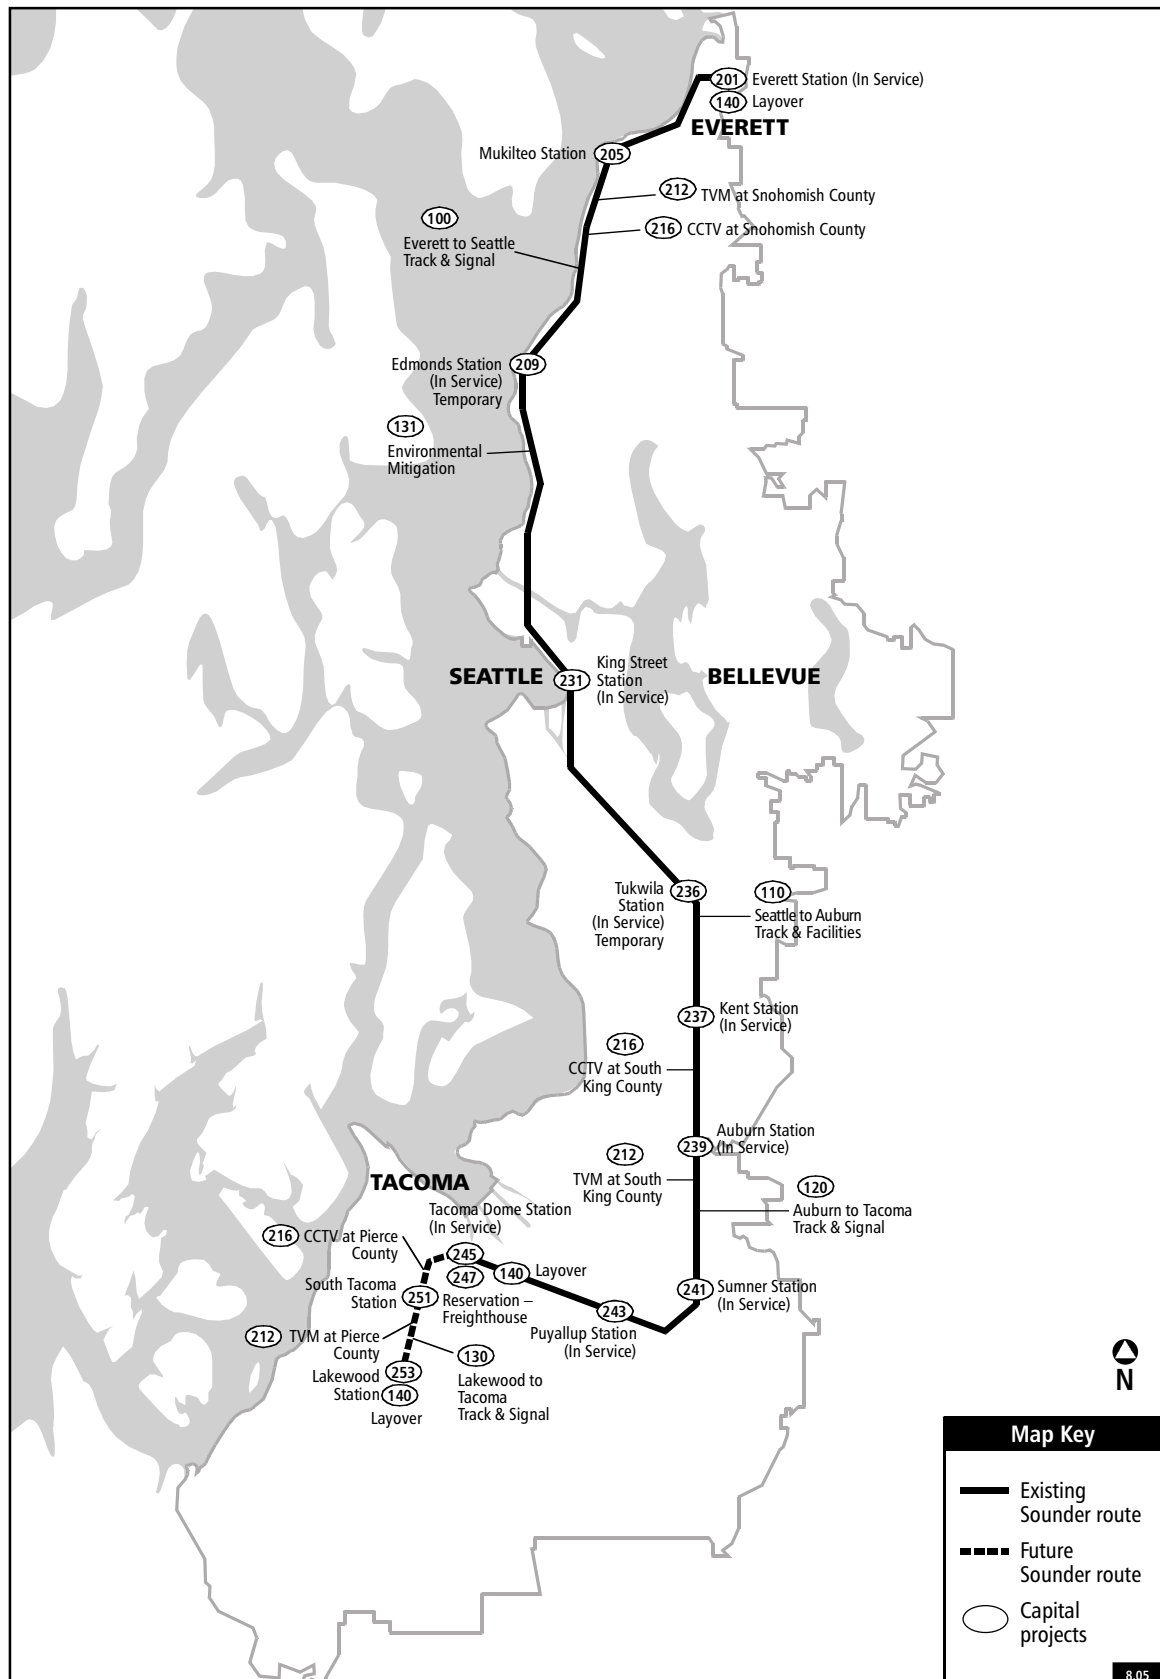 201 Everett Station (In Service)
140 Layover
EVERETT
Mukilteo Station 205
212 TVM at Snohomish County
216 CCTV at Snohomish County
100
Everett to Seattle
Track & Signal
Edmonds Station
(In Service)
Temporary
209
131
Environmental
Mitigation
SEATTLE
231
King Street
Station
(In Service)
BELLEVUE
Tukwila
Station
(In Service)
Temporary
236
110
Seattle to Auburn
Track & Facilities
237
Kent Station
(In Service)
216
CCTV at South
King County
239
Auburn Station
(In Service)
212
TVM at South
King County
120
Auburn to Tacoma
Track & Signal
TACOMA
Tacoma Dome Station
(In Service)
216 CCTV at Pierce
County
245
247
Reservation –
Freighthouse
140 Layover
South Tacoma
Station
251
241
Sumner Station
(In Service)
243
Puyallup Station
(In Service)
212 TVM at Pierce
County
130
Lakewood to
Tacoma
Track & Signal
Lakewood
Station
253
140
Layover
N
Map Key
Existing
Sounder route
Future
Sounder route
Capital
projects
8.05